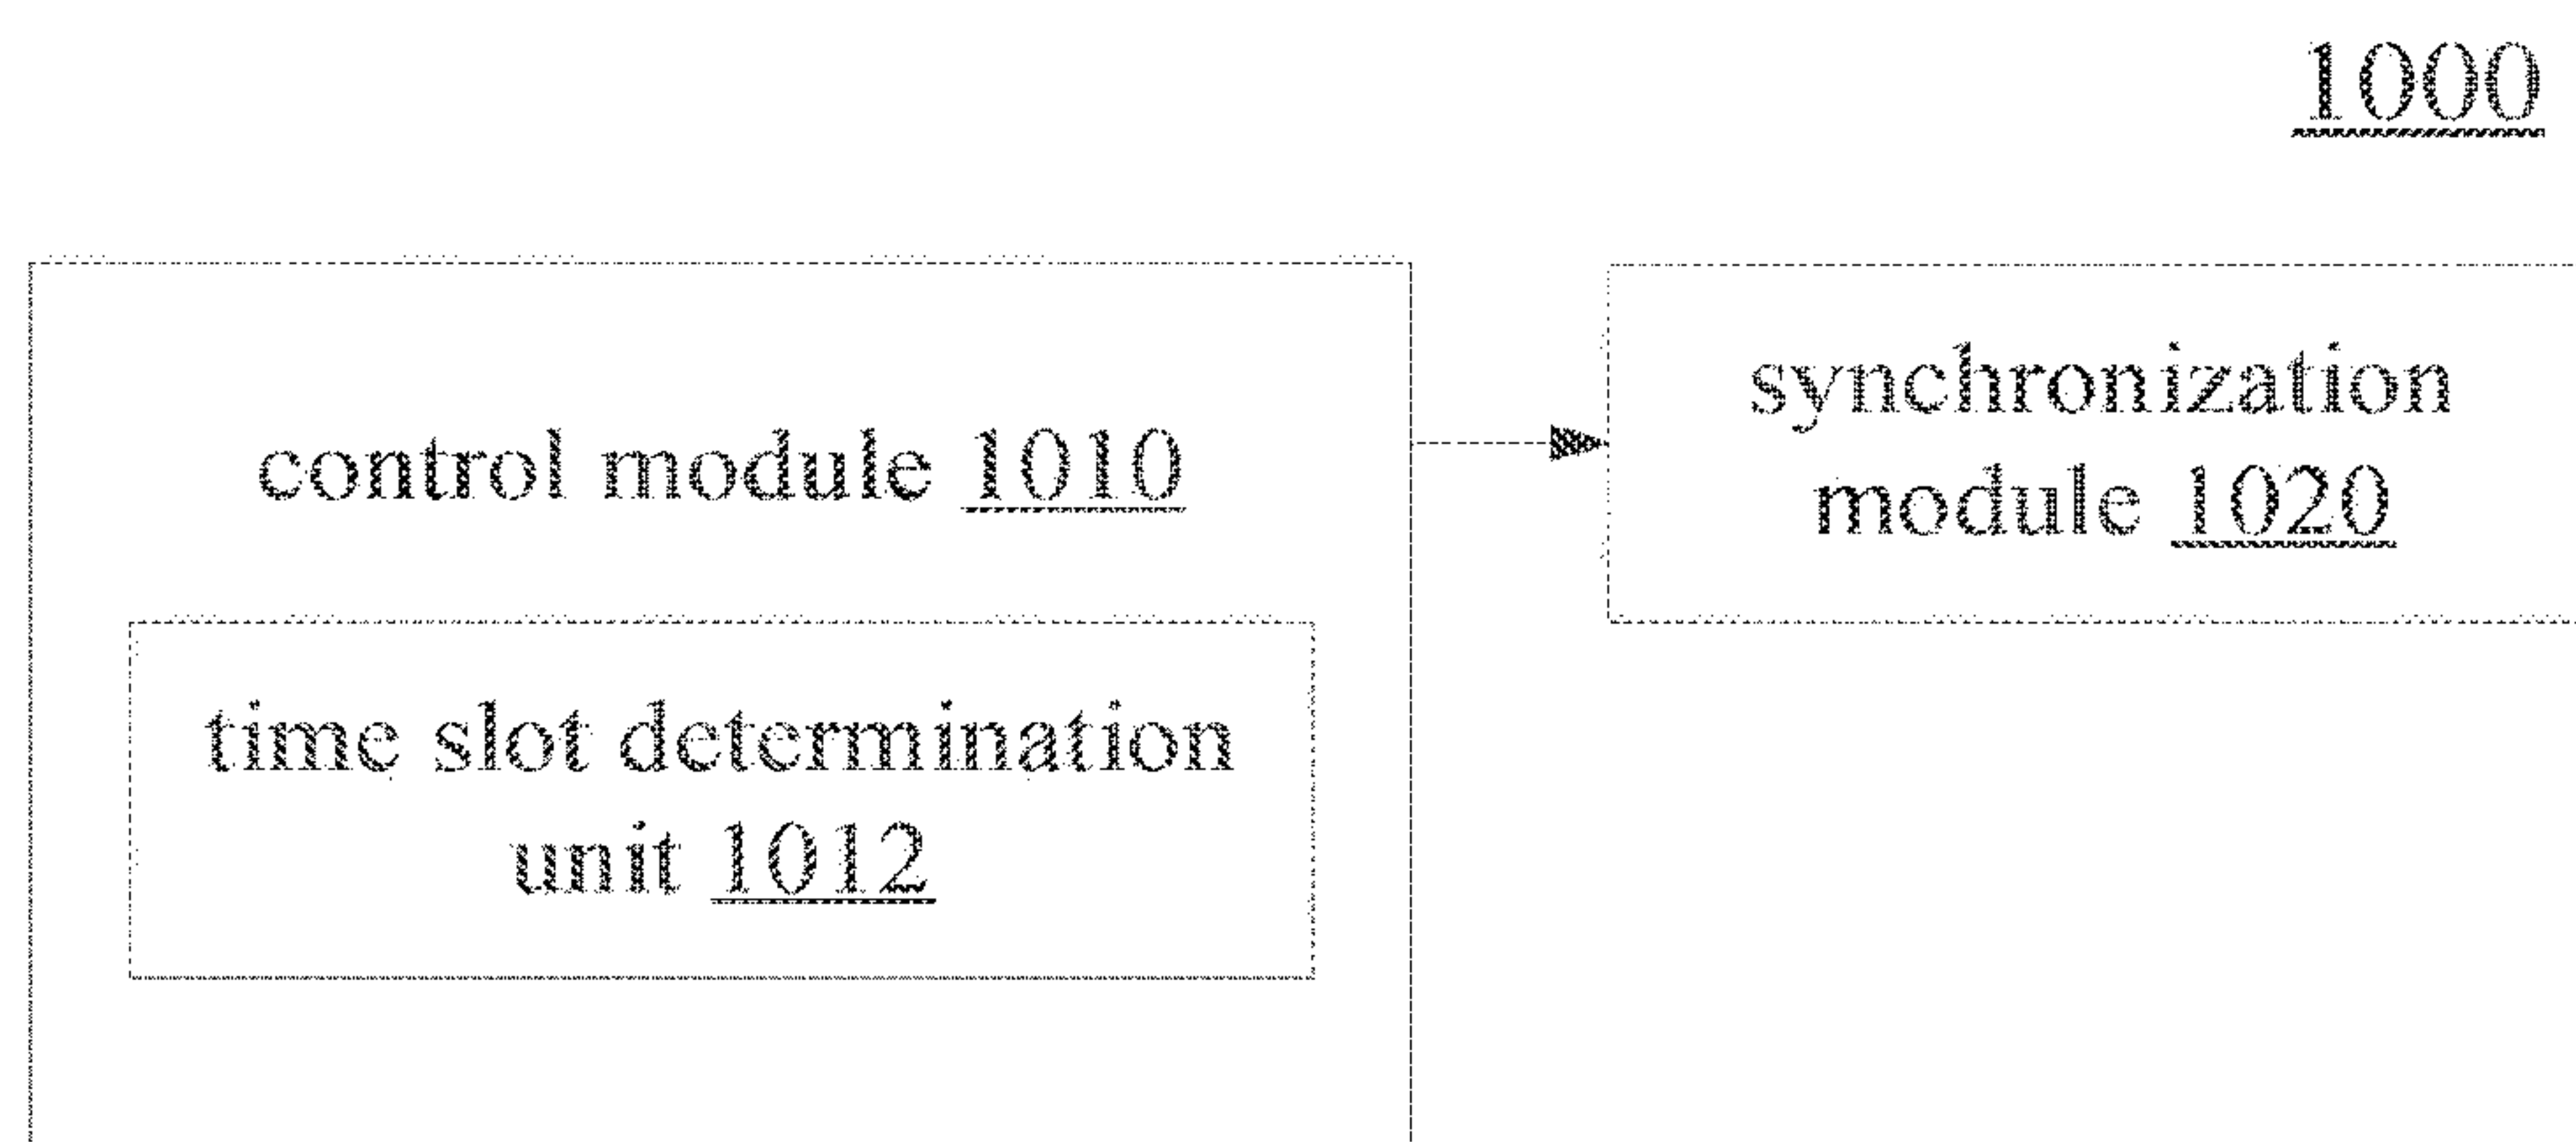 1000
control module 1010
synchronization
module 1020
time slot determination
unit 1012